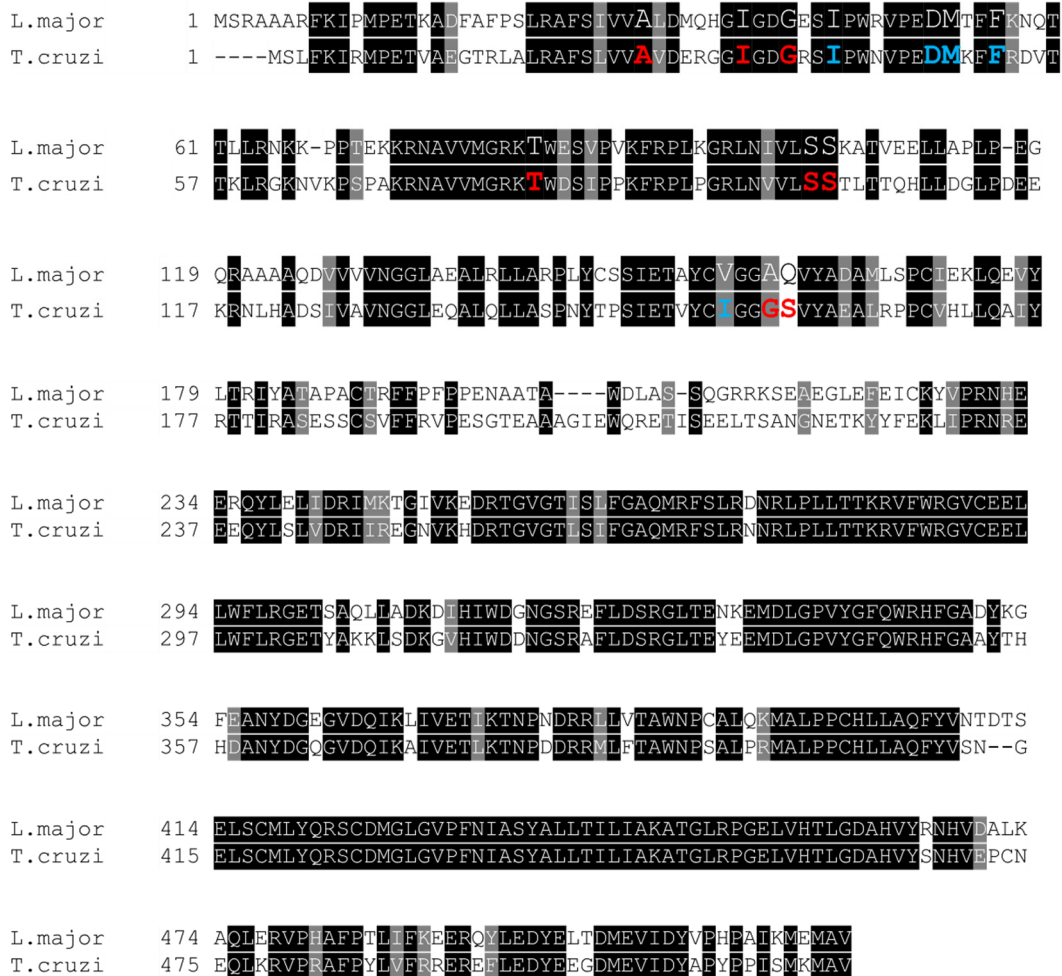 L.major 1 MSRAAARFKIPMPETKADFAFPSLRAFSIVVALDMQHGIGDGESIPWRVPEDMTFFKNQT
T.cruzi 1 ----MSLFKIRMPETVAEGTRLALRAFSLVVAVDERGGIGDGRSIPWNVPEDMKFFRDVT
L.major 61 TLLRNKK-PPTEKKRNAVVMGRKTWESVPVKFRPLKGRLNIVLSSKATVEELLAPLP-EG
T.cruzi 57 TKLRGKNVKPSPAKRNAVVMGRKTWDSIPPKFRPLPGRLNVVLSSTLTTQHLLDGLPDEE
L.major 119 QRAAAAQDVVVVNGGLAEALRLLARPLYCSSIETAYCVGGAQVYADAMLSPCIEKLQEVY
T.cruzi 117 KRNLHADSIVAVNGGLEQALQLLASPNYTPSIETVYCIGGGSVYAEALRPPCVHLLQAIY
L.major 179 LTRIYATAPACTRFFPFPPENAATA----WDLAS-SQGRRKSEAEGLEFEICKYVPRNHE
T.cruzi 177 RTTIRASESSCSVFFRVPESGTEAAAGIEWQRETISEELTSANGNETKYYFEKLIPRNRE
L.major 234 ERQYLELIDRIMKTGIVKEDRTGVGTISLFGAQMRFSLRDNRLPLLTTKRVFWRGVCEEL
T.cruzi 237 EEQYLSLVDRIIREGNVKHDRTGVGTLSIFGAQMRFSLRNNRLPLLTTKRVFWRGVCEEL
L.major 294 LWFLRGETSAQLLADKDIHIWDGNGSREFLDSRGLTENKEMDLGPVYGFQWRHFGADYKG
T.cruzi 297 LWFLRGETYAKKLSDKGVHIWDDNGSRAFLDSRGLTEYEEMDLGPVYGFQWRHFGAAYTH
L.major 354 FEANYDGEGVDQIKLIVETIKTNPNDRRLLVTAWNPCALQKMALPPCHLLAQFYVNTDTS
T.cruzi 357 HDANYDGQGVDQIKAIVETLKTNPDDRRMLFTAWNPSALPRMALPPCHLLAQFYVSN--G
L.major 414 ELSCMLYQRSCDMGLGVPFNIASYALLTILIAKATGLRPGELVHTLGDAHVYRNHVDALK
T.cruzi 415 ELSCMLYQRSCDMGLGVPFNIASYALLTILIAKATGLRPGELVHTLGDAHVYSNHVEPCN
L.major 474 AQLERVPHAFPTLIFKEERQYLEDYELTDMEVIDYVPHPAIKMEMAV
T.cruzi 475 EQLKRVPRAFPYLVFRREREFLEDYEEGDMEVIDYAPYPPISMKMAV